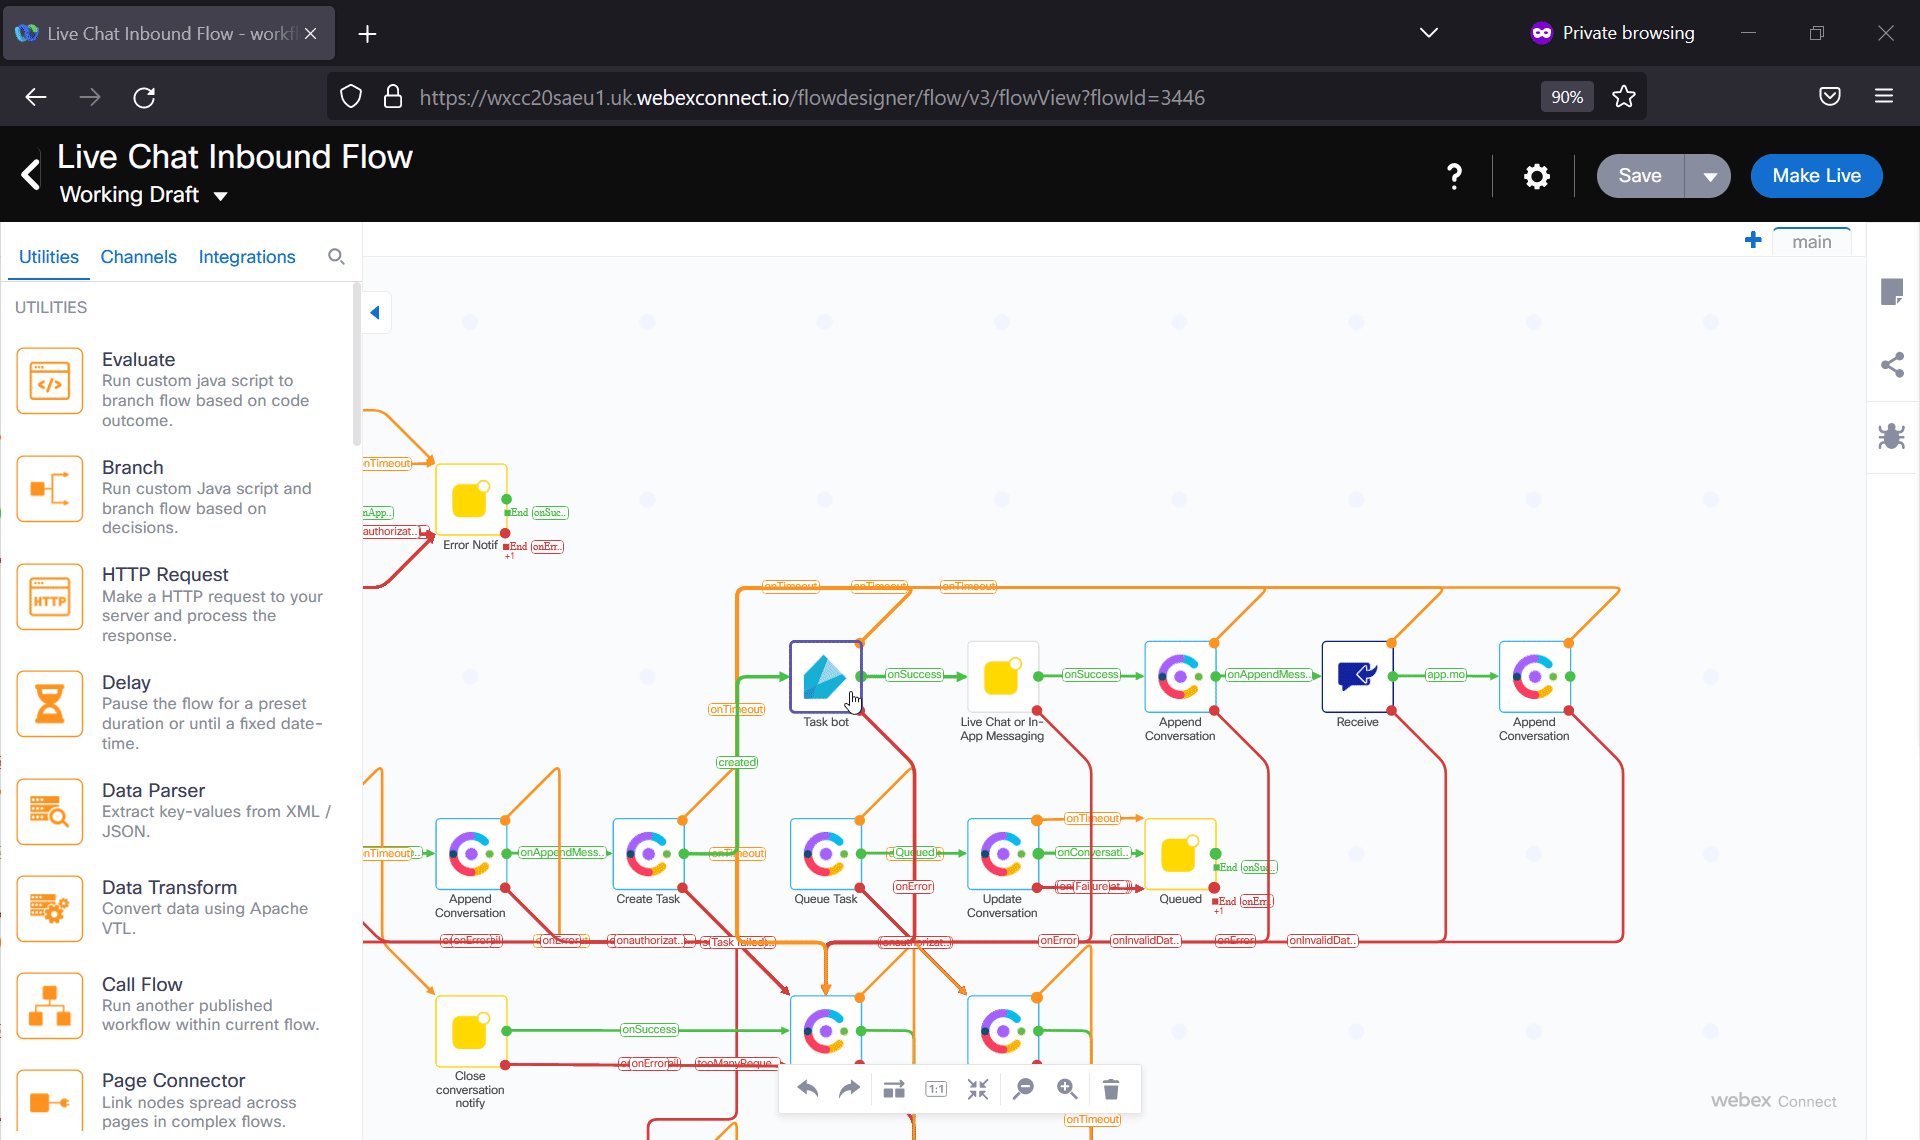 Live Chat Inbound Flow - workfl
Private browsing
https://wxcc20saeu1.uk.webexconnect.io/flowdesigner/flow/v3/flowView?flowId=3446
90%
Live Chat Inbound Flow
Working Draft
?
Save
Make Live
Utilities
Channels
Integrations
main
UTILITIES
Evaluate
Run custom java script to
branch flow based on code
outcome.
Branch
Run custom Java script and
branch flow based on
decisions.
HTTP
HTTP Request
Make a HTTP request to your
server and process the
response.
Delay
Pause the flow for a preset
duration or until a fixed date-
time.
Data Parser
Extract key-values from XML /
JSON.
Data Transform
Convert data using Apache
VTL.
Call Flow
Run another published
workflow within current flow.
Page Connector
Link nodes spread across
pages in complex flows.
onTimeout
nApp..
authorizat..
End onSuc..
Error Notif
End onErr..
+1
onTimeout
onTimeout
onTimeout
onSuccess
onSuccess
onAppendMess..
app.mo
onTimeout
Task bot
Live Chat or In-
App Messaging
Append
Conversation
Receive
Append
Conversation
created
onTimeout
onTimeout
onAppendMess..
onTimeout
Queued
onConversati..
End onSuc..
onError
Append
Conversation
Create Task
Queue Task
Update
Conversation
Queued
End onErr
+1
onError
onError
onauthorizat..
Task failed
onauthorizat..
onError
onInvalidDat..
onError
onInvalidDat..
onSuccess
onError
tooManyReque..
Close
conversation
notify
1:1
onTimeout
webex Connect